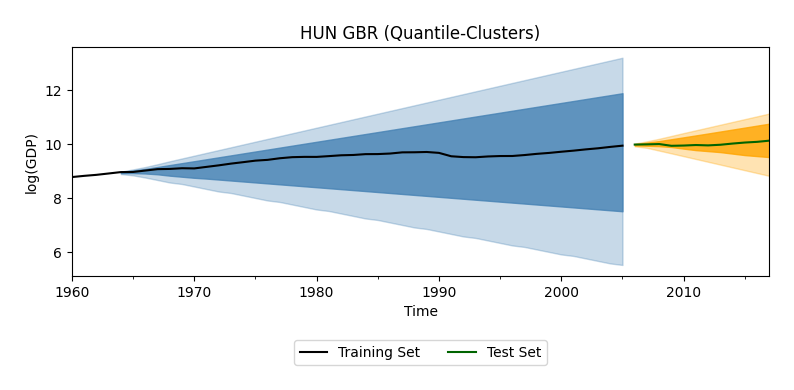 HUN GBR (Quantile-Clusters)
12
10
8
6
log(GDP)
1960 1970 1980 1990 2000 2010
Time
Training Set Test Set